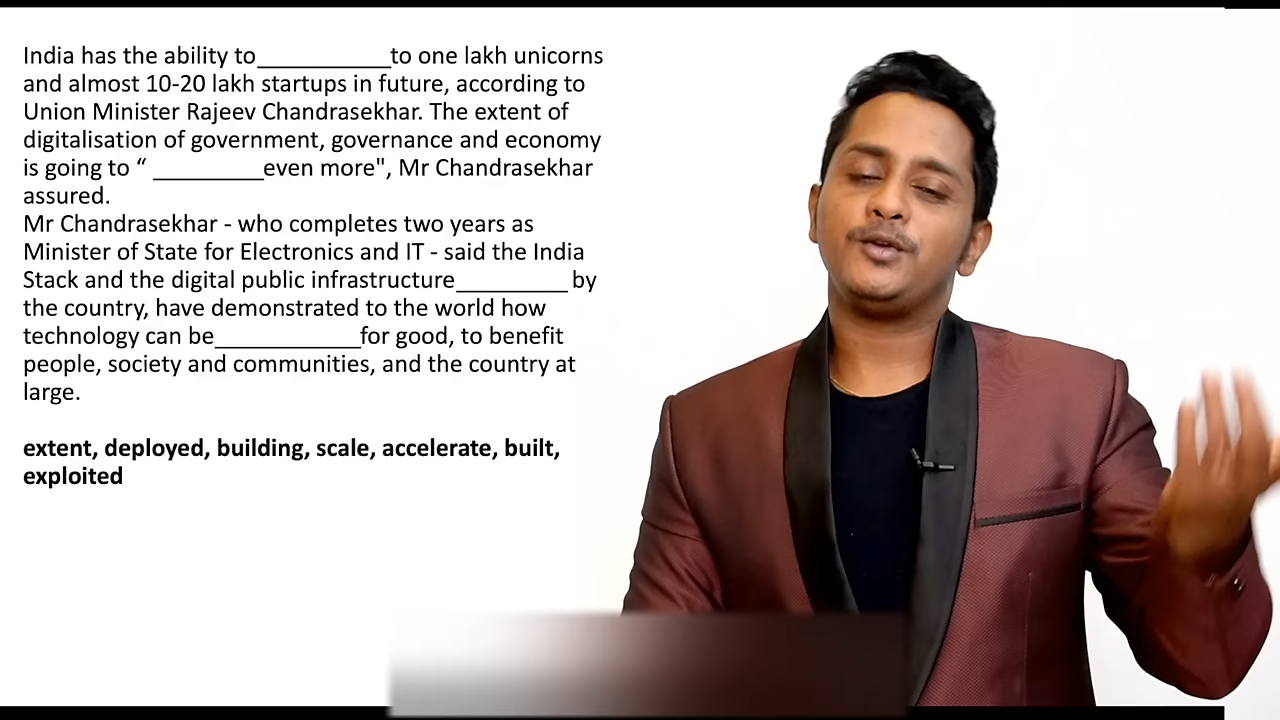 India has the ability to___________to one lakh unicorns
and almost 10-20 lakh startups in future, according to
Union Minister Rajeev Chandrasekhar. The extent of
digitalisation of government, governance and economy
is going to “ _________even more", Mr Chandrasekhar
assured.
Mr Chandrasekhar - who completes two years as
Minister of State for Electronics and IT - said the India
Stack and the digital public infrastructure_________ by
the country, have demonstrated to the world how
technology can be____________for good, to benefit
people, society and communities, and the country at
large.
extent, deployed, building, scale, accelerate, built,
exploited